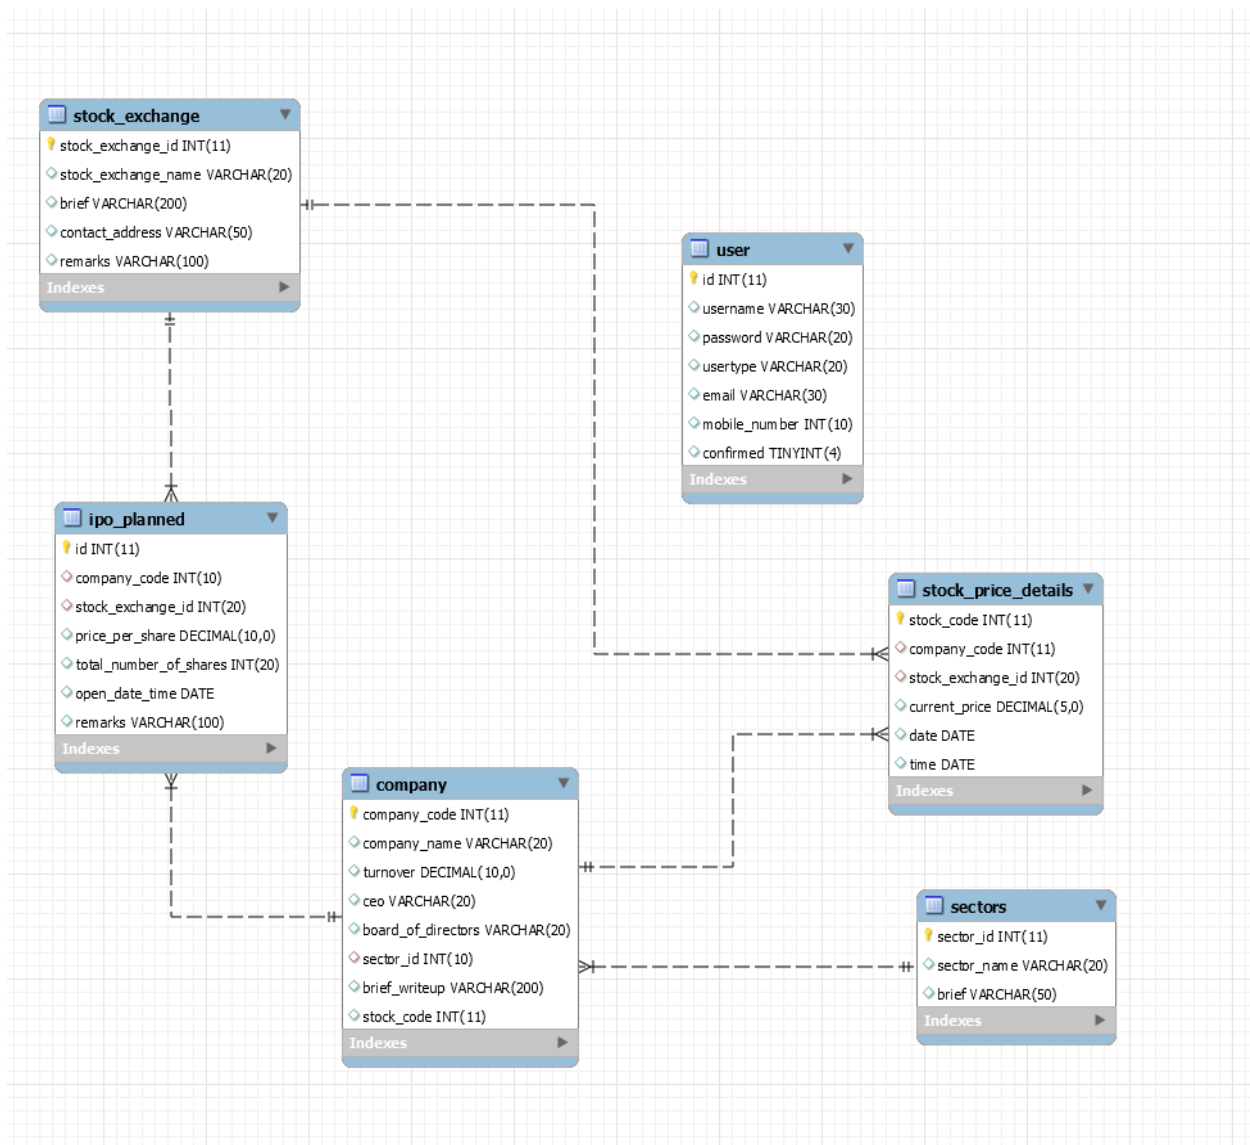 stock_exchange
stock_exchange_id INT(11)
stock_exchange_name VARCHAR(20)
brief VARCHAR(200)
contact_address VARCHAR(50)
remarks VARCHAR(100)
Indexes
user
id INT(11)
username VARCHAR(30)
password VARCHAR(20)
usertype VARCHAR(20)
email VARCHAR(30)
mobile_number INT(10)
confirmed TINYINT(4)
Indexes
ipo_planned
id INT(11)
company_code INT(10)
stock_exchange_id INT(20)
price_per_share DECIMAL(10,0)
total_number_of_shares INT(20)
open_date_time DATE
remarks VARCHAR(100)
Indexes
stock_price_details
stock_code INT(11)
company_code INT(11)
stock_exchange_id INT(20)
current_price DECIMAL(5,0)
date DATE
time DATE
Indexes
company
company_code INT(11)
company_name VARCHAR(20)
turnover DECIMAL(10,0)
ceo VARCHAR(20)
board_of_directors VARCHAR(20)
sector_id INT(10)
brief_writeup VARCHAR(200)
stock_code INT(11)
Indexes
sectors
sector_id INT(11)
sector_name VARCHAR(20)
brief VARCHAR(50)
Indexes